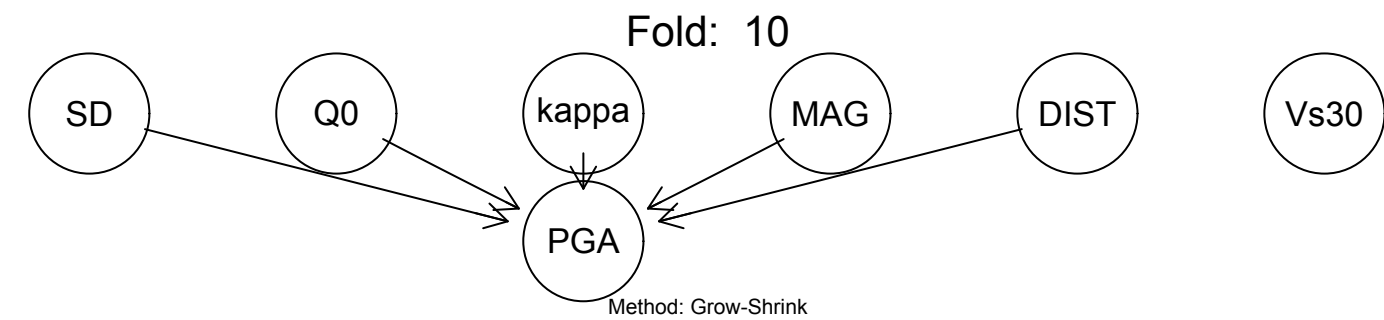 Fold: 10
SD Q0 kappa MAG DIST Vs30
PGA
Method: Grow-Shrink